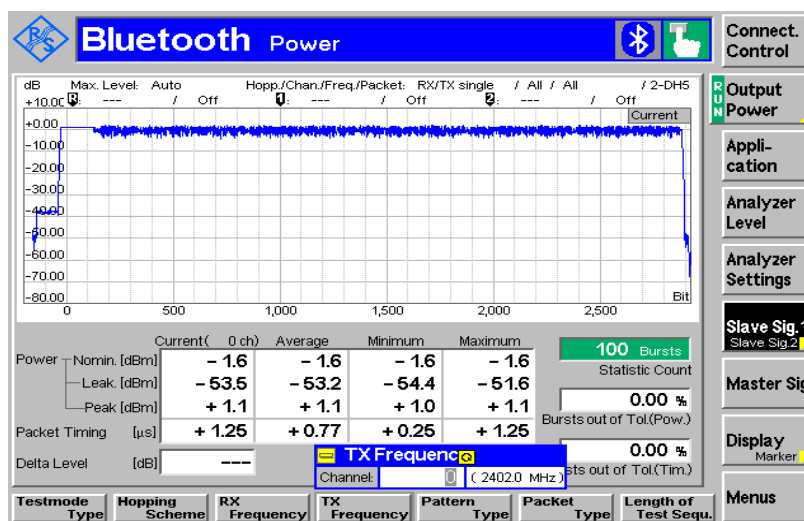 R S
Bluetooth Power
Connect. Control
dB Max. Level: Auto Hopp./Chan./Freq./Packet: RX/TX single / All / All / 2-DH5
+10.00 R: --- / Off 1: --- / Off 2: --- / Off
Current
+0.00
-10.00
-20.00
-30.00
-40.00
-50.00
-60.00
-70.00
-80.00
Bit
0 500 1,000 1,500 2,000 2,500
RUN Output Power
Appli-cation
Analyzer Level
Analyzer Settings
Slave Sig.1
Slave Sig.2
Master Sig
Display
Marker
Menus
Current( 0 ch) Average Minimum Maximum
Power Nomin. [dBm] - 1.6 - 1.6 - 1.6 - 1.6
Leak. [dBm] - 53.5 - 53.2 - 54.4 - 51.6
Peak [dBm] + 1.1 + 1.1 + 1.0 + 1.1
Packet Timing [µs] + 1.25 + 0.77 + 0.25 + 1.25
Delta Level [dB] ---
100 Bursts
Statistic Count
0.00 %
Bursts out of Tol.(Pow.)
0.00 %
sts out of Tol.(Tim.)
TX Frequenc
Channel: 0 ( 2402.0 MHz )
Testmode Type
Hopping Scheme
RX Frequency
TX Frequency
Pattern Type
Packet Type
Length of Test Sequ.